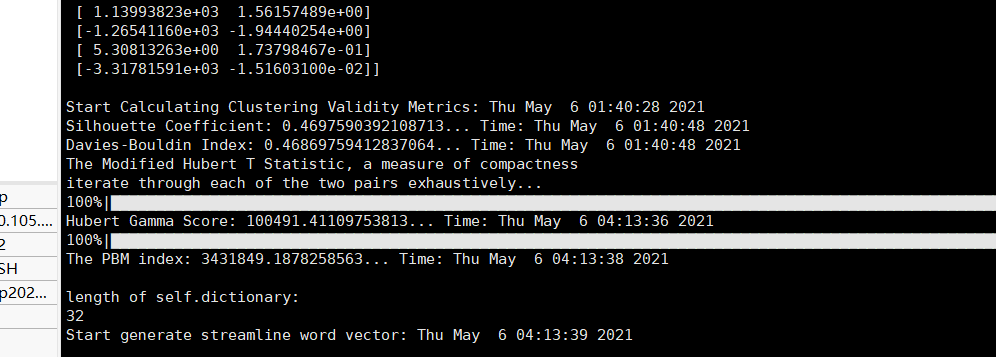 [ 1.13993823e+03  1.56157489e+00]
[-1.26541160e+03 -1.94440254e+00]
[ 5.30813263e+00  1.73798467e-01]
[-3.31781591e+03 -1.51603100e-02]]
Start Calculating Clustering Validity Metrics: Thu May  6 01:40:28 2021
Silhouette Coefficient: 0.4697590392108713... Time: Thu May  6 01:40:48 2021
Davies-Bouldin Index: 0.46869759412837064... Time: Thu May  6 01:40:48 2021
The Modified Hubert T Statistic, a measure of compactness
iterate through each of the two pairs exhaustively...
100%|
Hubert Gamma Score: 100491.41109753813... Time: Thu May  6 04:13:36 2021
100%|
The PBM index: 3431849.1878258563... Time: Thu May  6 04:13:38 2021
length of self.dictionary:
32
Start generate streamline word vector: Thu May  6 04:13:39 2021
p
0.105....
2
SH
p202...